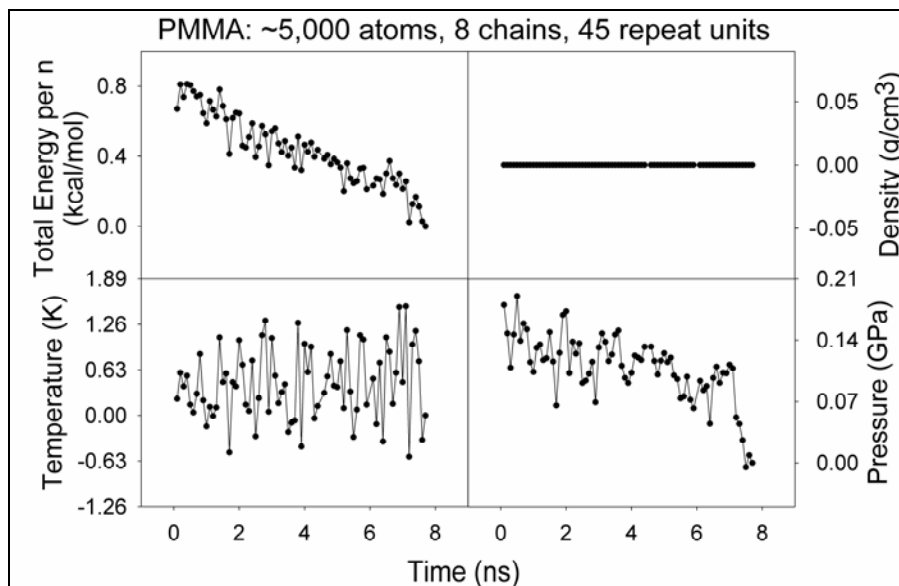 PMMA: ~5,000 atoms, 8 chains, 45 repeat units
Total Energy per n
(kcal/mol)
0.8
0.4
0.0
0.05
0.00
-0.05
Density (g/cm3)
Temperature (K)
1.89
1.26
0.63
0.00
-0.63
-1.26
0.21
0.14
0.07
0.00
Pressure (GPa)
0 2 4 6 8
0 2 4 6 8
Time (ns)